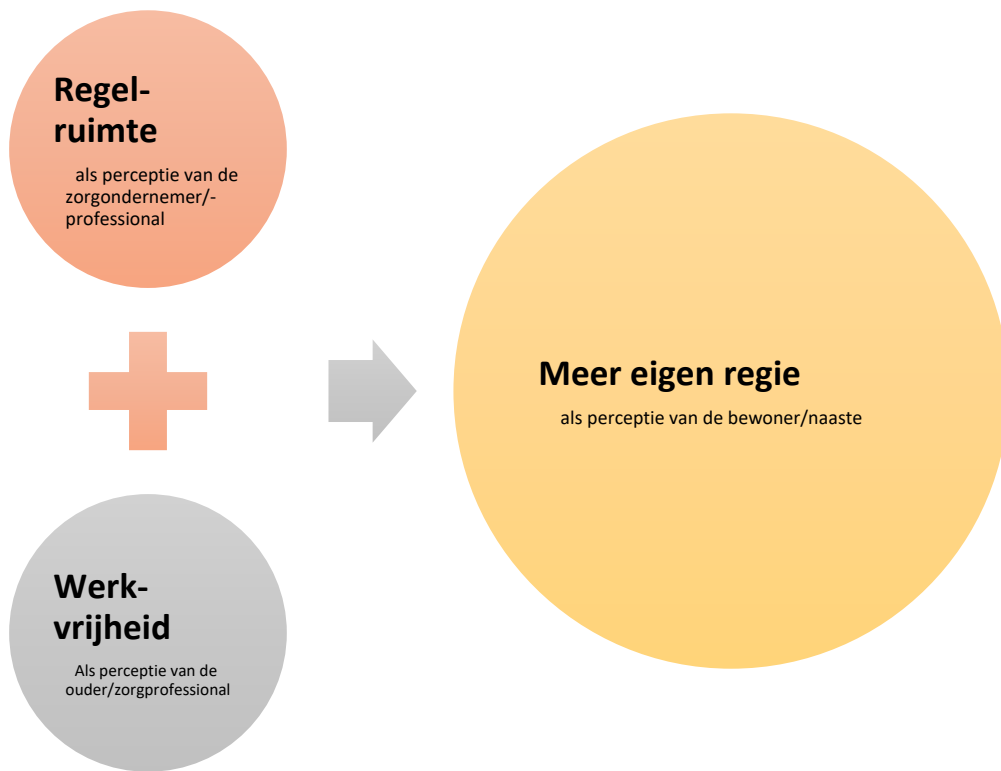 Regel-
ruimte
als perceptie van de
zorgondernemer/-
professional
Werk-
vrijheid
Als perceptie van de
ouder/zorgprofessional
Meer eigen regie
als perceptie van de bewoner/naaste